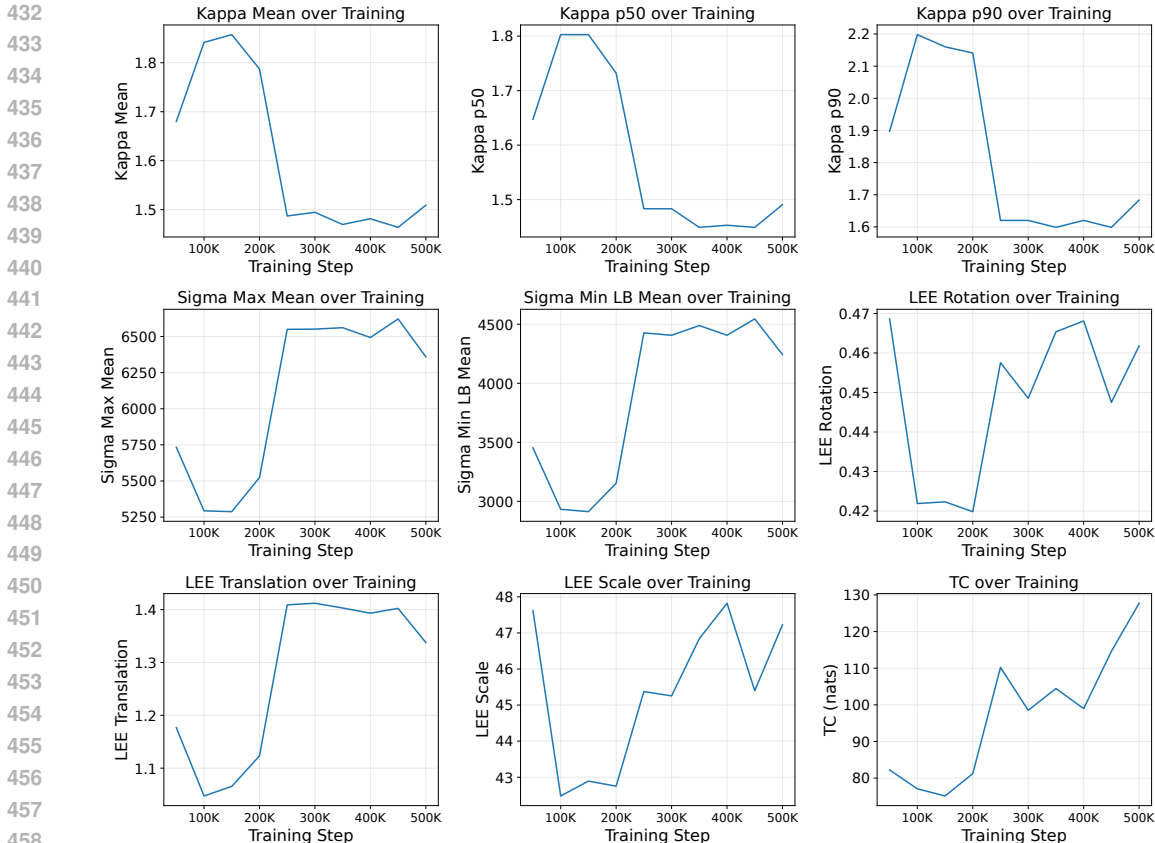 432
433
434
435
436
437
438
439
440
441
442
443
444
445
446
447
448
449
450
451
452
453
454
455
456
457
458
Kappa Mean over Training
Kappa Mean
1.8
1.7
1.6
1.5
100K 200K 300K 400K 500K
Training Step
Kappa p50 over Training
Kappa p50
1.8
1.7
1.6
1.5
100K 200K 300K 400K 500K
Training Step
Kappa p90 over Training
Kappa p90
2.2
2.1
2.0
1.9
1.8
1.7
1.6
100K 200K 300K 400K 500K
Training Step
Sigma Max Mean over Training
Sigma Max Mean
6500
6250
6000
5750
5500
5250
100K 200K 300K 400K 500K
Training Step
Sigma Min LB Mean over Training
Sigma Min LB Mean
4500
4000
3500
3000
100K 200K 300K 400K 500K
Training Step
LEE Rotation over Training
LEE Rotation
0.47
0.46
0.45
0.44
0.43
0.42
100K 200K 300K 400K 500K
Training Step
LEE Translation over Training
LEE Translation
1.4
1.3
1.2
1.1
100K 200K 300K 400K 500K
Training Step
LEE Scale over Training
LEE Scale
48
47
46
45
44
43
100K 200K 300K 400K 500K
Training Step
TC over Training
TC (nats)
130
120
110
100
90
80
100K 200K 300K 400K 500K
Training Step